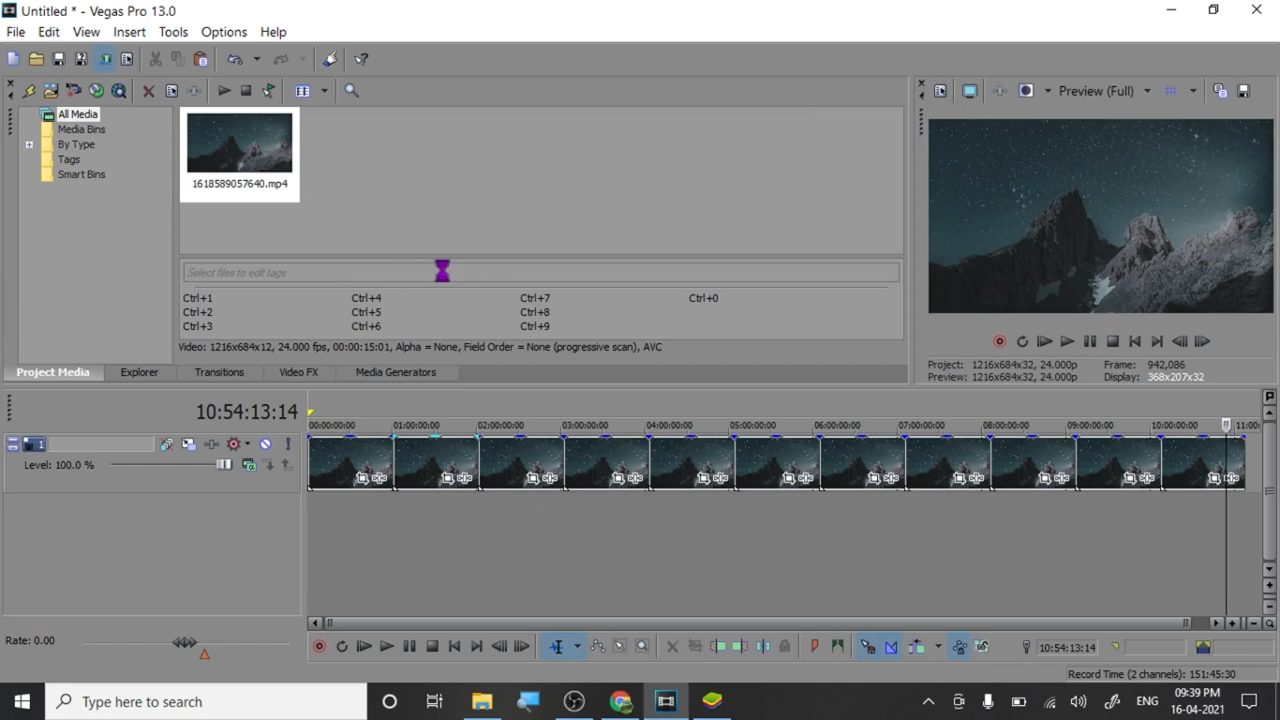 Untitled * - Vegas Pro 13.0
File Edit View Insert Tools Options Help
Preview (Full)
All Media
Media Bins
By Type
Tags
Smart Bins
1618589057640.mp4
Select files to edit tags
Ctrl+1 Ctrl+4 Ctrl+7 Ctrl+0
Ctrl+2 Ctrl+5 Ctrl+8
Ctrl+3 Ctrl+6 Ctrl+9
Video: 1216x684x12, 24.000 fps, 00:00:15:01, Alpha = None, Field Order = None (progressive scan), AVC
Project Media Explorer Transitions Video FX Media Generators
Project: 1216x684x32, 24.000p Frame: 942,086
Preview: 1216x684x32, 24.000p Display: 368x207x32
10:54:13:14
00:00:00:00 01:00:00:00 02:00:00:00 03:00:00:00 04:00:00:00 05:00:00:00 06:00:00:00 07:00:00:00 08:00:00:00 09:00:00:00 10:00:00:00 11:00:
1
Level: 100.0 %
Rate: 0.00
10:54:13:14
Record Time (2 channels): 151:45:30
Type here to search
ENG
09:39 PM
16-04-2021